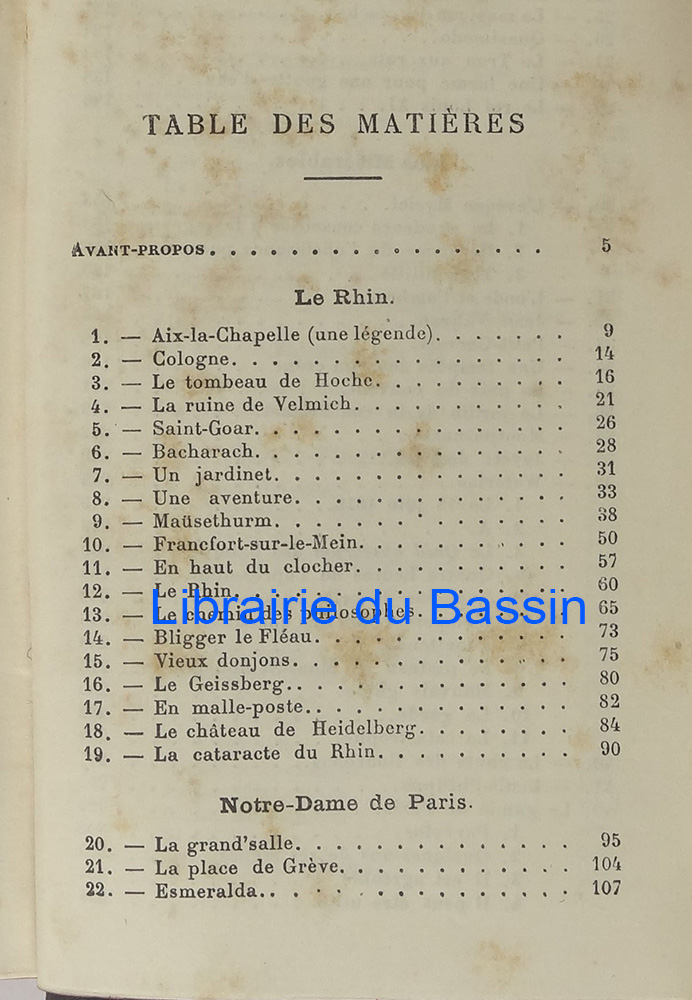 TABLE DES MATIÈRES
AVANT-PROPOS. . . . . . . . . . . . . . . . . 5
Le Rhin.
1. — Aix-la-Chapelle (une légende). . . . . . . 9
2. — Cologne. . . . . . . . . . . . . . . . 14
3. — Le tombeau de Hoche. . . . . . . . . 16
4. — La ruine de Velmich. . . . . . . . . . 21
5. — Saint-Goar. . . . . . . . . . . . . . . 26
6. — Bacharach. . . . . . . . . . . . . . . 28
7. — Un jardinet. . . . . . . . . . . . . . 31
8. — Une aventure. . . . . . . . . . . . . 33
9. — Maüsethurm. . . . . . . . . . . . . . 38
10. — Francfort-sur-le-Mein. . . . . . . . . . 50
11. — En haut du clocher. . . . . . . . . . 57
12. — Le Rhin. . . . . . . . . . . . . . . . 60
13. — Le chemin des philosophes. . . . . . . 65
Librairie du Bassin
14. — Bligger le Fléau. . . . . . . . . . . . 73
15. — Vieux donjons. . . . . . . . . . . . . 75
16. — Le Geissberg. . . . . . . . . . . . . . 80
17. — En malle-poste. . . . . . . . . . . . . 82
18. — Le château de Heidelberg. . . . . . . . 84
19. — La cataracte du Rhin. . . . . . . . . . 90
Notre-Dame de Paris.
20. — La grand'salle. . . . . . . . . . . . . 95
21. — La place de Grève. . . . . . . . . . . 104
22. — Esmeralda. . . . . . . . . . . . . . . 107